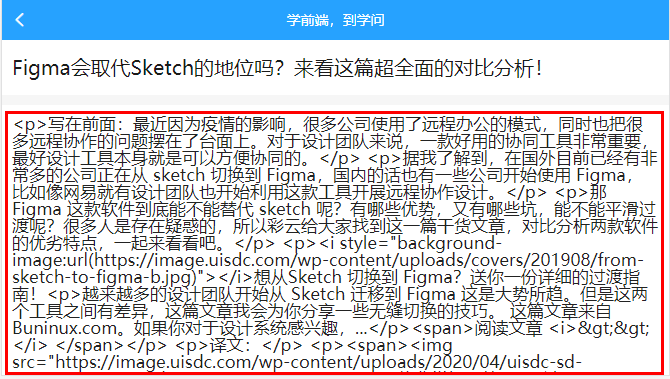 学前端，到学问
Figma会取代Sketch的地位吗？来看这篇超全面的对比分析！
<p>写在前面：最近因为疫情的影响，很多公司使用了远程办公的模式，同时也把很
多远程协作的问题摆在了台面上。对于设计团队来说，一款好用的协同工具非常重要，
最好设计工具本身就是可以方便协同的。</p> <p>据我了解到，在国外目前已经有非
常多的公司正在从 sketch 切换到 Figma，国内的话也有一些公司开始使用 Figma，
比如像网易就有设计团队也开始利用这款工具开展远程协作设计。</p> <p>那
Figma 这款软件到底能不能替代 sketch 呢？有哪些优势，又有哪些坑，能不能平滑过
渡呢？很多人是存在疑惑的，所以彩云给大家找到这一篇干货文章，对比分析两款软件
的优劣特点，一起来看看吧。</p> <p><i style="background-
image:url(https://image.uisdc.com/wp-content/uploads/covers/201908/from-
sketch-to-figma-b.jpg)"></i>想从Sketch 切换到 Figma？送你一份详细的过渡指
南！<p>越来越多的设计团队开始从 Sketch 迁移到 Figma 这是大势所趋。但是这两
个工具之间有差异，这篇文章我会为你分享一些无缝切换的技巧。 这篇文章来自
Buninux.com。如果你对于设计系统感兴趣，...</p><span>阅读文章 <i>&gt;&gt;
</i> </span></p> <p>译文：</p> <p><span><img
src="https://image.uisdc.com/wp-content/uploads/2020/04/uisdc-sd-